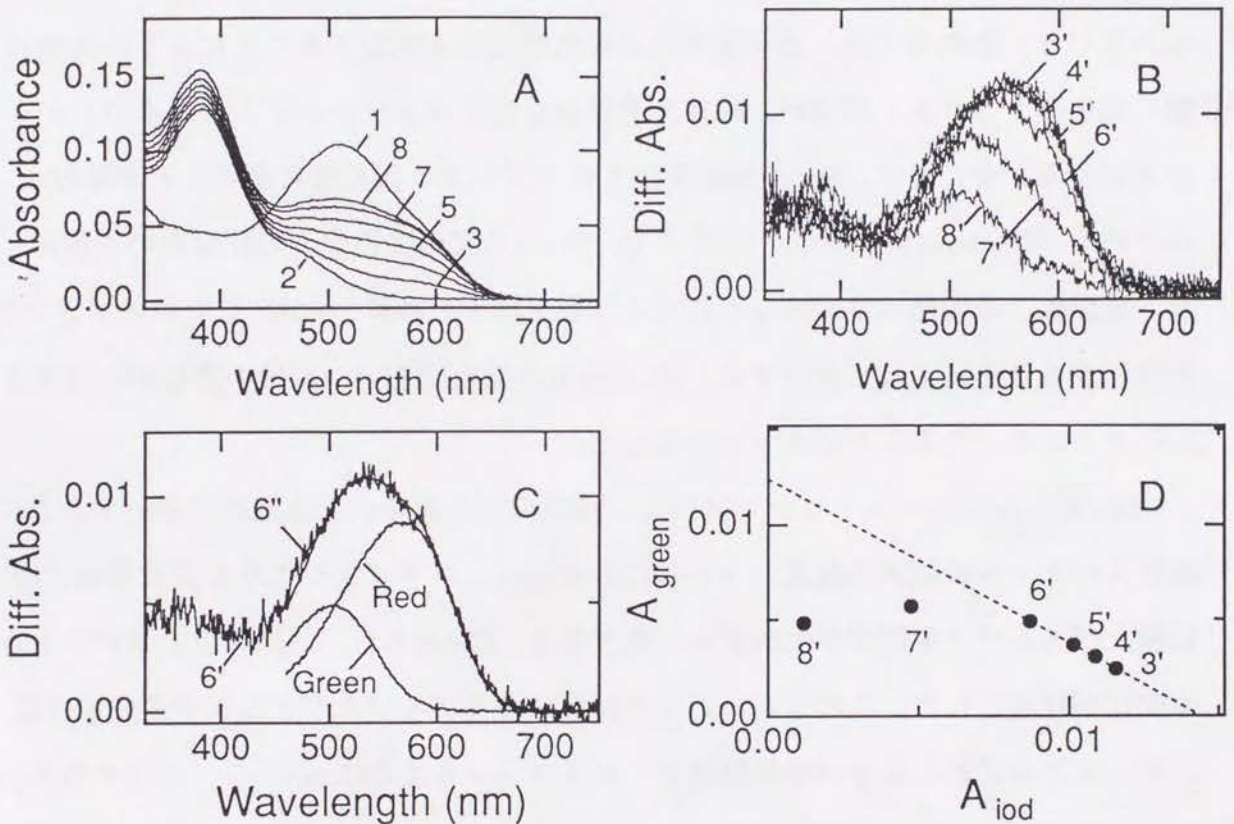 A
'Absorbance
0.15
0.10
0.05
0.00
1
8
7
5
3
2
400 500 600 700
Wavelength (nm)
B
Diff. Abs.
0.01
0.00
3'
4'
5'
6'
8
7
400 500 600 700
Wavelength (nm)
C
Diff. Abs.
0.01
0.00
6"
6'
Red
Green
400 500 600 700
Wavelength (nm)
D
A green
0.01
0.00
8'
7'
6'
5'
4'
3'
0.00 0.01
A iod